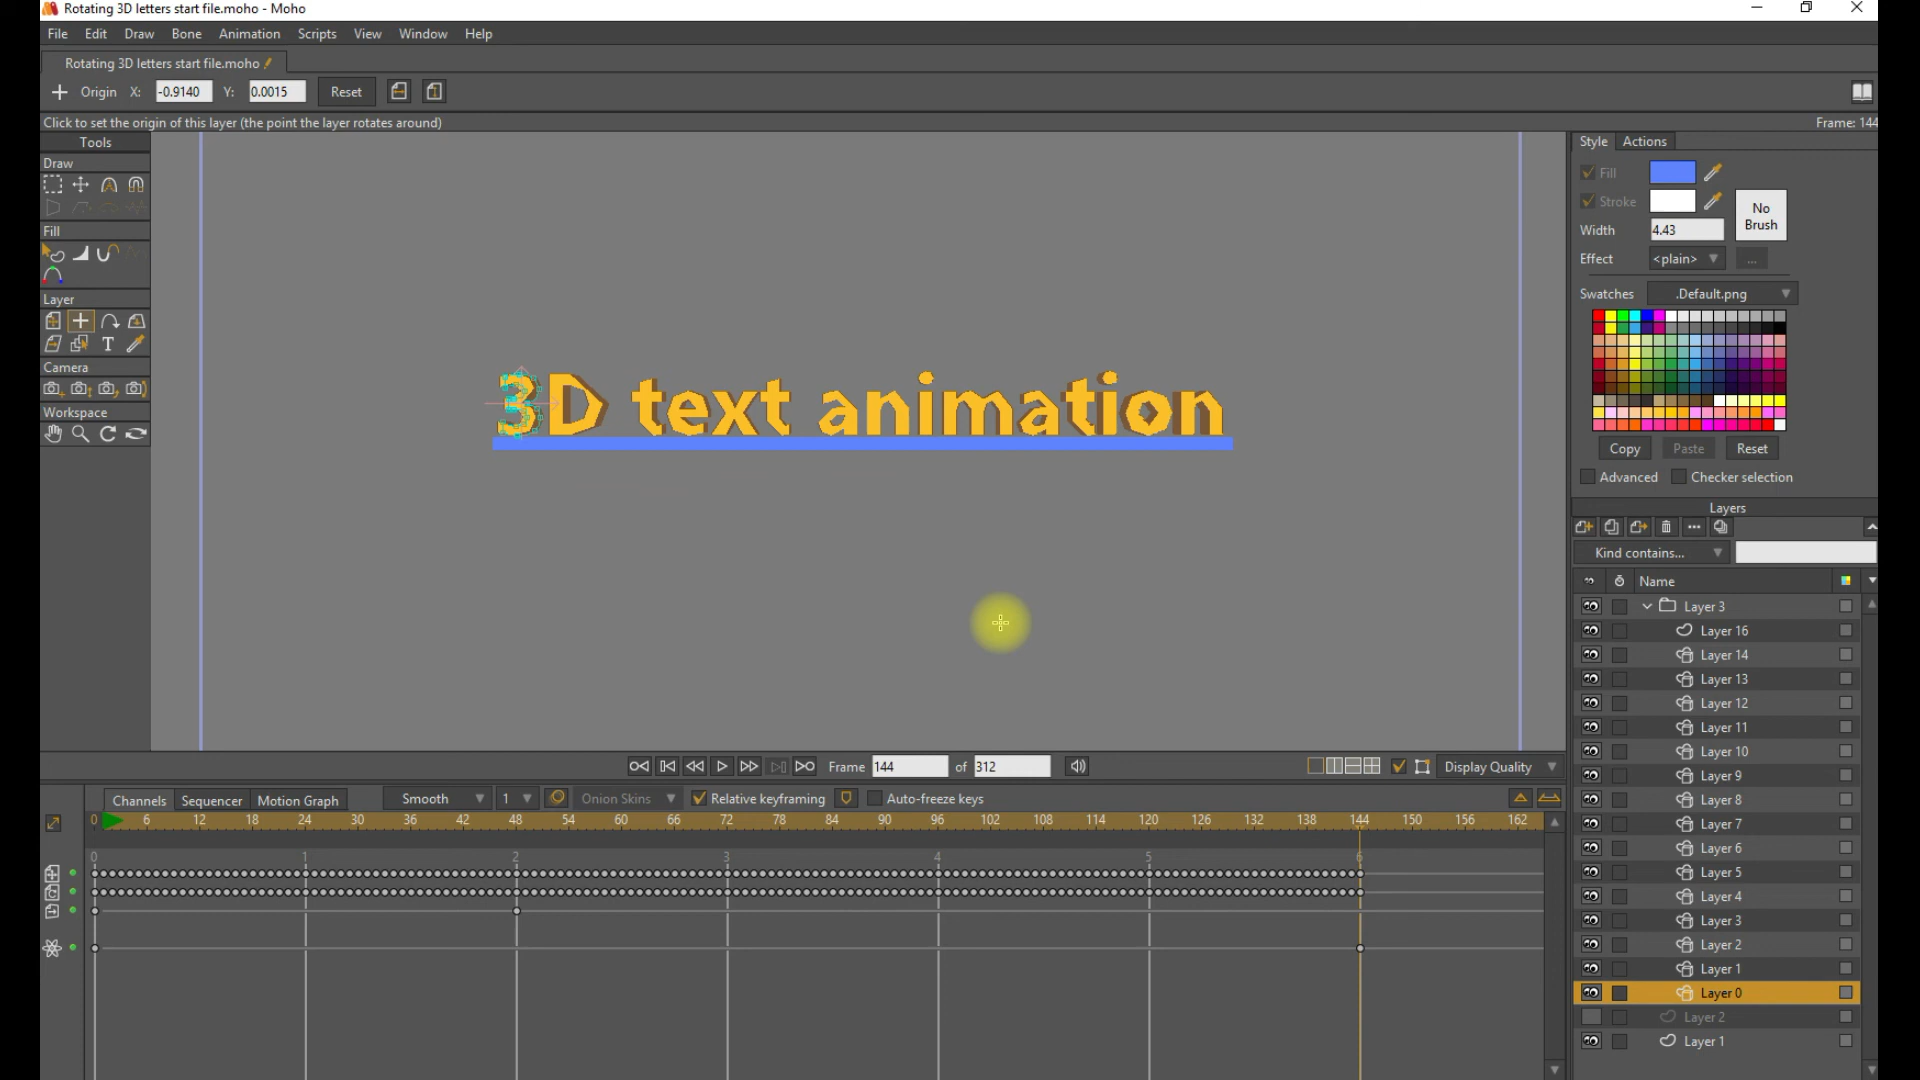 Rotating 3D letters start file.moho - Moho
File Edit Draw Bone Animation Scripts View Window Help
Rotating 3D letters start file.moho
Origin X: -0.9140 Y: 0.0015 Reset
Click to set the origin of this layer (the point the layer rotates around)
Frame: 144
Tools
Draw
Fill
Layer
T
Camera
Workspace
3D text animation
Style Actions
Fill
Stroke
No Brush
Width 4.43
Effect <plain> ...
Swatches .Default.png
Copy Paste Reset
Advanced Checker selection
Layers
Kind contains...
Name
Layer 3
Layer 16
Layer 14
Layer 13
Layer 12
Layer 11
Layer 10
Layer 9
Layer 8
Layer 7
Layer 6
Layer 5
Layer 4
Layer 3
Layer 2
Layer 1
Layer 0
Layer 2
Layer 1
Frame 144 of 312
Display Quality
Channels Sequencer Motion Graph Smooth 1 Onion Skins Relative keyframing Auto-freeze keys
0 6 12 18 24 30 36 42 48 54 60 66 72 78 84 90 96 102 108 114 120 126 132 138 144 150 156 162
0 1 2 3 4 5 6